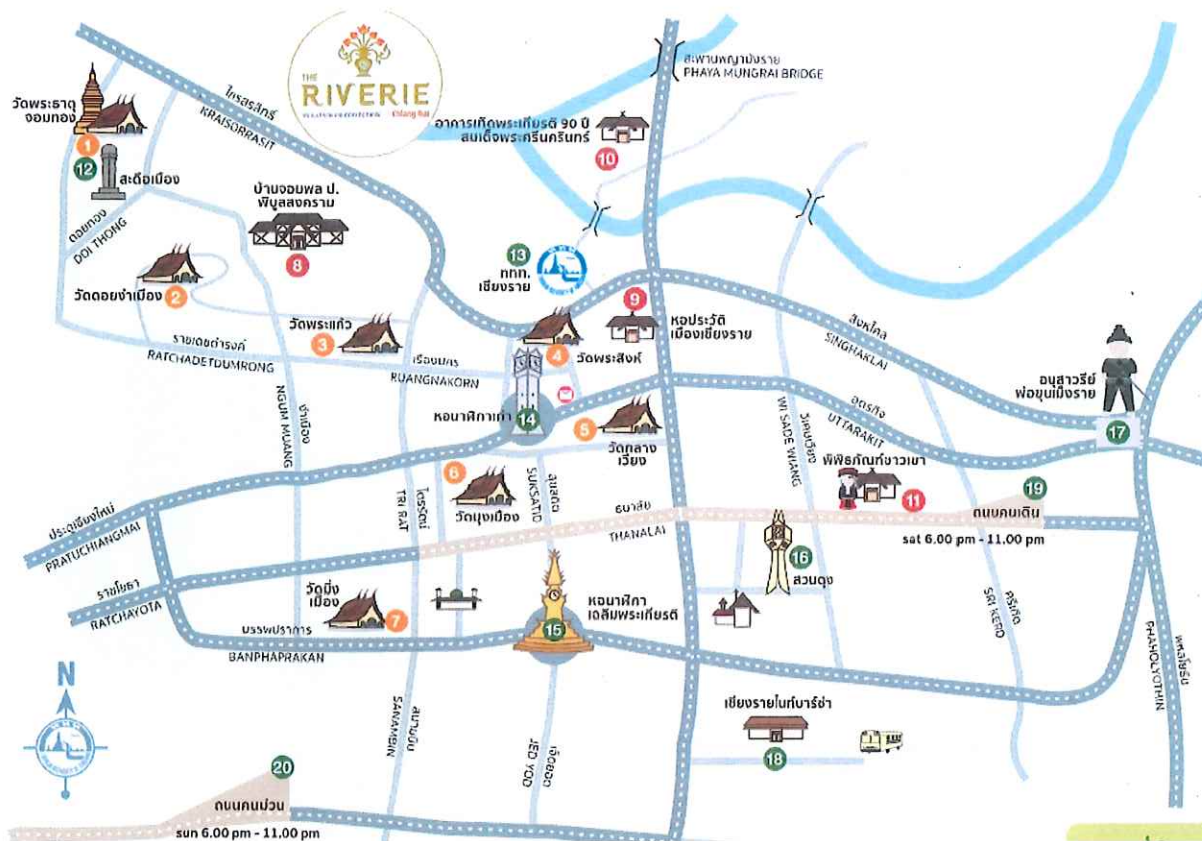 THE
RIVERIE
Chiang Rai
สะพานพญามังราย
PHAYA MUNGRAI BRIDGE
วัดพระธาตุ
จอมทอง
1
12
สะดือเมือง
ไกรสรสิทธิ์
KRAISORRASIT
อาคารเทิดพระเกียรติ 90 ปี
สมเด็จพระศรีนครินทร์
10
บ้านจอมพล ป.
พิบูลสงคราม
8
ดอยทอง
DOI THONG
13
ททท.
เชียงราย
วัดดอยงำเมือง
2
9
หอประวัติ
เมืองเชียงราย
สิงหไคล
SINGHAKLAI
วัดพระแก้ว
3
4
วัดพระสิงห์
ราชเดชดำรงค์
RATCHADETDUMRONG
เรืองนคร
RUANGNAKORN
อนุสาวรีย์
พ่อขุนเม็งราย
17
งำเมือง
NGUM MUANG
หอนาฬิกาเก่า
14
อุตรกิจ
UTTARAKIT
วิเศษเวียง
WI SADE WIANG
5
วัดกลาง
เวียง
6
วัดมุงเมือง
ไตรรัตน์
TRI RAT
สุขสถิต
SUKSATID
พิพิธภัณฑ์ชาวเขา
11
19
ถนนคนเดิน
sat 6.00 pm - 11.00 pm
ธนาลัย
THANALAI
ประตูเชียงใหม่
PRATUCHIANGMAI
16
สวนตุง
ราชโยธา
RATCHAYOTA
วัดมิ่ง
เมือง
7
หอนาฬิกา
เฉลิมพระเกียรติ
15
ศรีเกิด
SRI KERD
บรรพปราการ
BANPHAPRAKAN
พหลโยธิน
PHAHOLYOTHIN
N
สนามบิน
SANAMBIN
เจ็ดยอด
JED YOD
เชียงรายไนท์บาร์ซ่า
18
20
ถนนคนม่วน
sun 6.00 pm - 11.00 pm